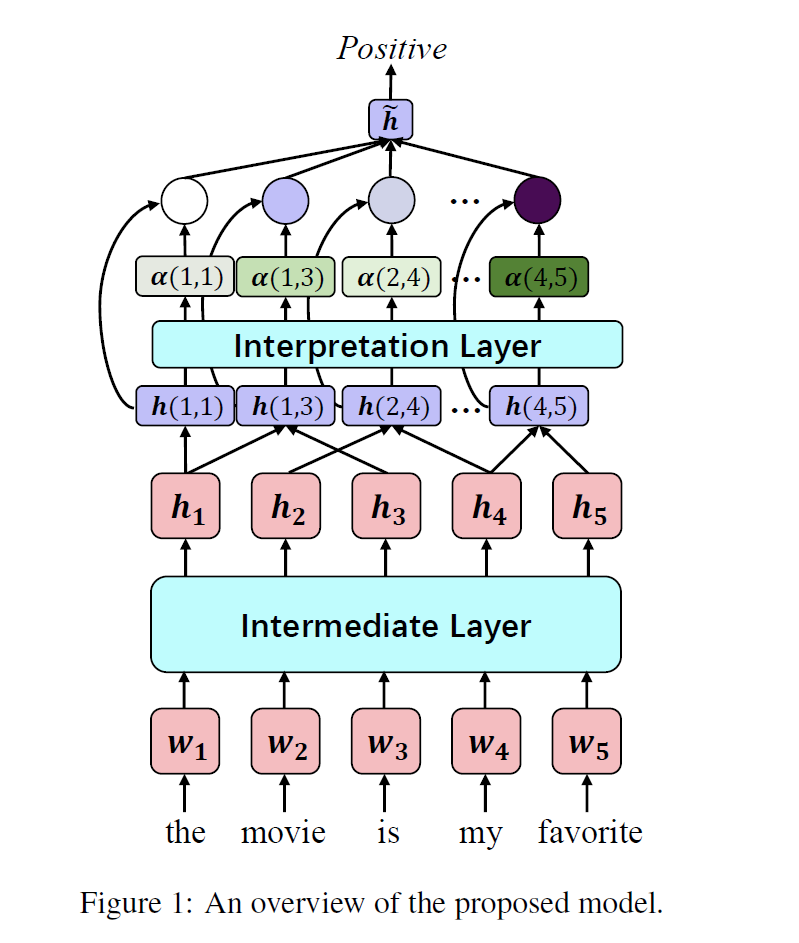 Positive
h̃
α(1,1) α(1,3) α(2,4) ... α(4,5)
Interpretation Layer
h(1,1) h(1,3) h(2,4) ... h(4,5)
h₁ h₂ h₃ h₄ h₅
Intermediate Layer
w₁ w₂ w₃ w₄ w₅
the movie is my favorite
Figure 1: An overview of the proposed model.